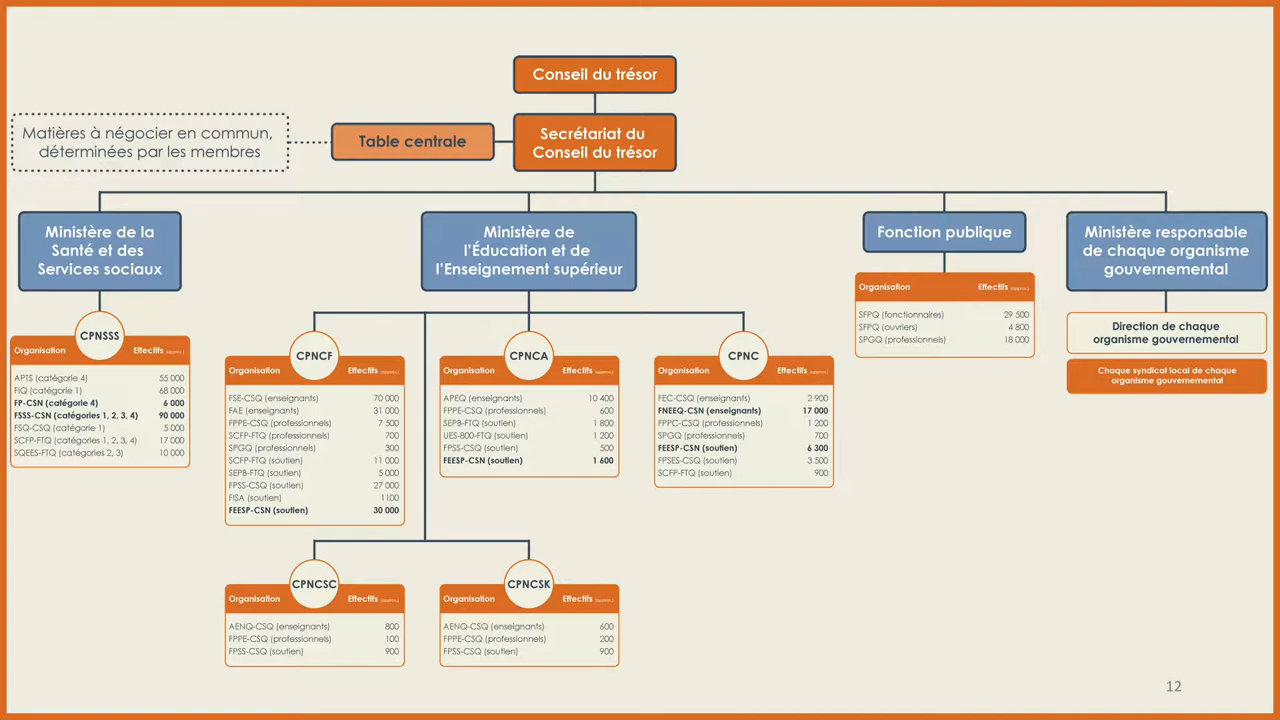 Conseil du trésor
Matières à négocier en commun,
déterminées par les membres
Table centrale
Secrétariat du
Conseil du trésor
Ministère de la
Santé et des
Services sociaux
Ministère de
l'Éducation et de
l'Enseignement supérieur
Fonction publique
Ministère responsable
de chaque organisme
gouvernemental
CPNSSS
Organisation Effectifs (approx.)
APTS (catégorie 4) 55 000
FIQ (catégorie 1) 68 000
FP-CSN (catégorie 4) 6 000
FSSS-CSN (catégories 1, 2, 3, 4) 90 000
FSQ-CSQ (catégorie 1) 5 000
SCFP-FTQ (catégories 1, 2, 3, 4) 17 000
SQEES-FTQ (catégories 2, 3) 10 000
CPNCF
Organisation Effectifs (approx.)
FSE-CSQ (enseignants) 70 000
FAE (enseignants) 31 000
FPPE-CSQ (professionnels) 7 500
SCFP-FTQ (professionnels) 700
SPGQ (professionnels) 300
SCFP-FTQ (soutien) 11 000
SEPB-FTQ (soutien) 5 000
FPSS-CSQ (soutien) 27 000
FISA (soutien) 1100
FEESP-CSN (soutien) 30 000
CPNCA
Organisation Effectifs (approx.)
APEQ (enseignants) 10 400
FPPE-CSQ (professionnels) 600
SEPB-FTQ (soutien) 1 800
UES-800-FTQ (soutien) 1 200
FPSS-CSQ (soutien) 500
FEESP-CSN (soutien) 1 600
CPNC
Organisation Effectifs (approx.)
FEC-CSQ (enseignants) 2 900
FNEEQ-CSN (enseignants) 17 000
FPPC-CSQ (professionnels) 1 200
SPGQ (professionnels) 700
FEESP-CSN (soutien) 6 300
FPSES-CSQ (soutien) 3 500
SCFP-FTQ (soutien) 900
Organisation Effectifs (approx.)
SFPQ (fonctionnaires) 29 500
SFPQ (ouvriers) 4 800
SPGQ (professionnels) 18 000
Direction de chaque
organisme gouvernemental
Chaque syndicat local de chaque
organisme gouvernemental
CPNCSC
Organisation Effectifs (approx.)
AENQ-CSQ (enseignants) 800
FPPE-CSQ (professionnels) 100
FPSS-CSQ (soutien) 900
CPNCSK
Organisation Effectifs (approx.)
AENQ-CSQ (enseignants) 600
FPPE-CSQ (professionnels) 200
FPSS-CSQ (soutien) 900
12